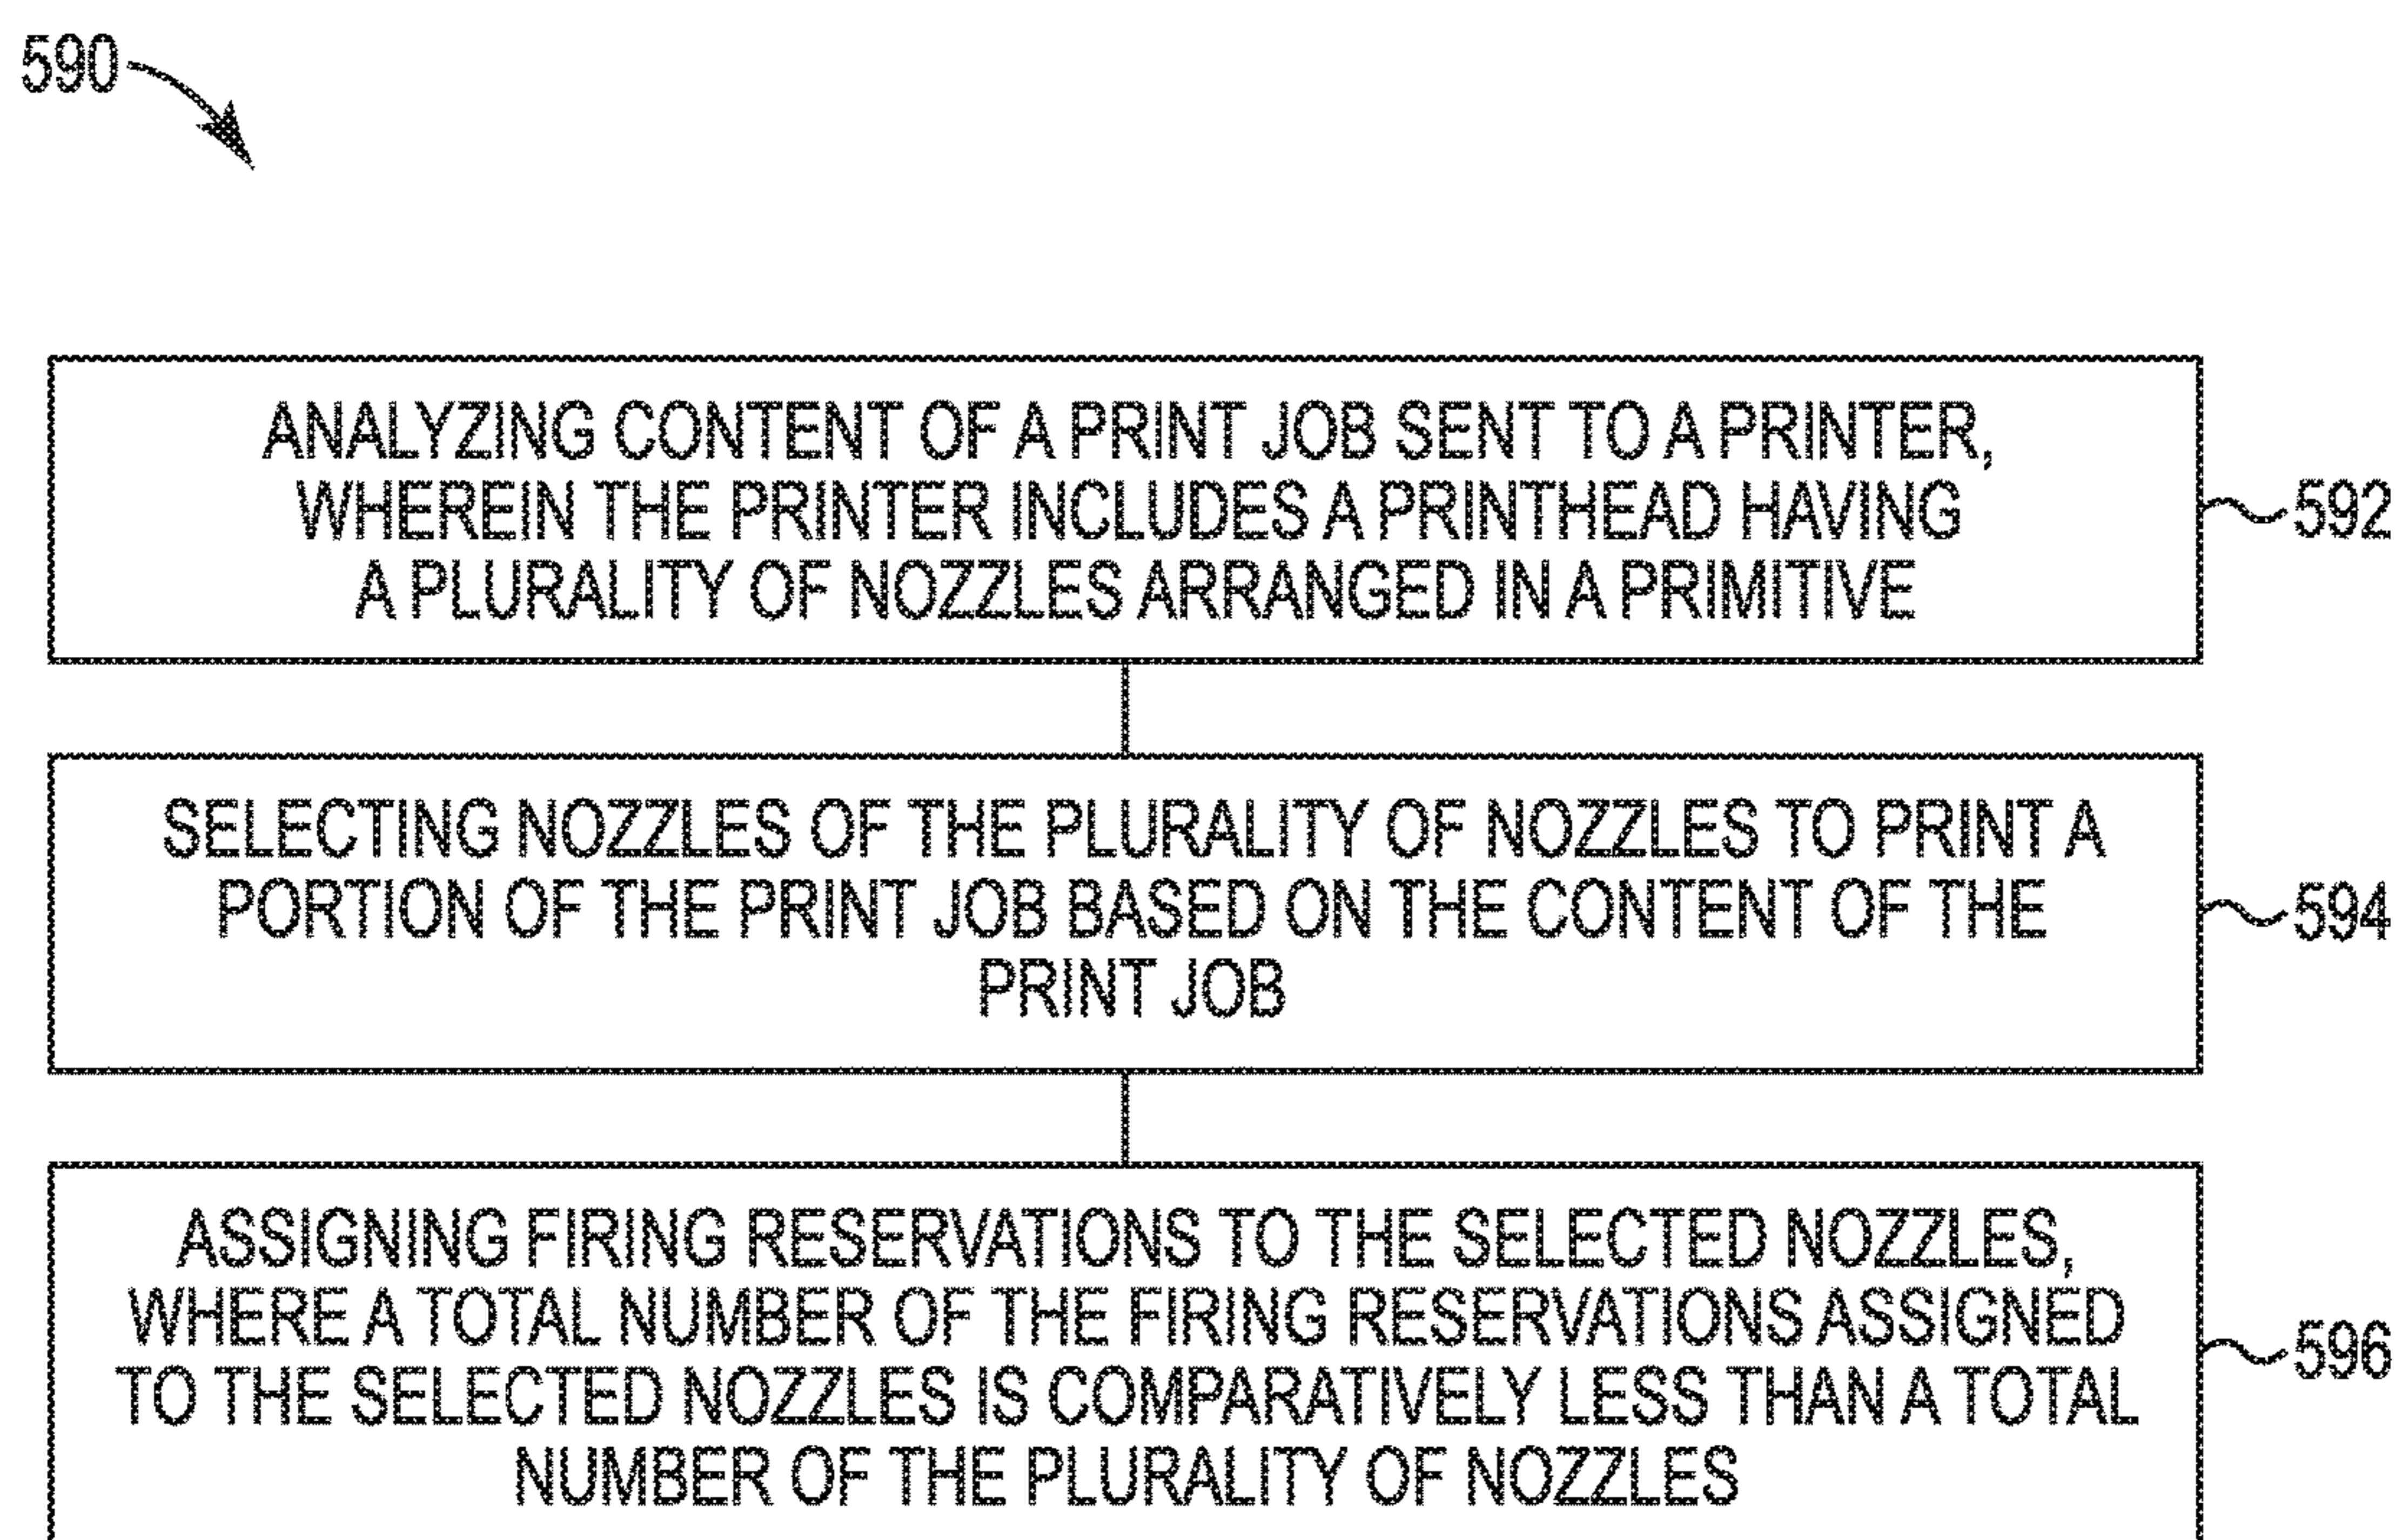 590
ANALYZING CONTENT OF A PRINT JOB SENT TO A PRINTER,
WHEREIN THE PRINTER INCLUDES A PRINTHEAD HAVING
A PLURALITY OF NOZZLES ARRANGED IN A PRIMITIVE
592
SELECTING NOZZLES OF THE PLURALITY OF NOZZLES TO PRINT A
PORTION OF THE PRINT JOB BASED ON THE CONTENT OF THE
PRINT JOB
594
ASSIGNING FIRING RESERVATIONS TO THE SELECTED NOZZLES,
WHERE A TOTAL NUMBER OF THE FIRING RESERVATIONS ASSIGNED
TO THE SELECTED NOZZLES IS COMPARATIVELY LESS THAN A TOTAL
NUMBER OF THE PLURALITY OF NOZZLES
596